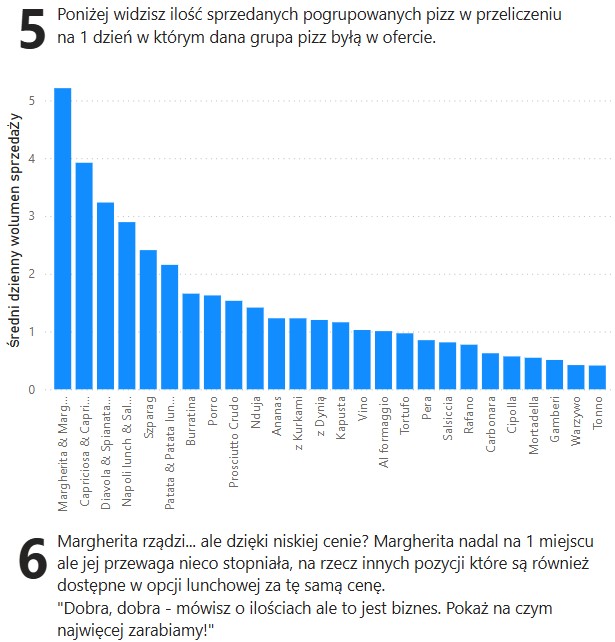 5
Poniżej widzisz ilość sprzedanych pogrupowanych pizz w przeliczeniu
na 1 dzień w którym dana grupa pizz byłą w ofercie.
Średni dzienny wolumen sprzedaży
5
4
3
2
1
0
Margherita & Marg...
Capriciosa & Capri...
Diavola & Spianata...
Napoli lunch & Sal...
Szparag
Patata & Patata lun...
Burratina
Porro
Prosciutto Crudo
Nduja
Ananas
z Kurkami
z Dynią
Kapusta
Vino
Al formaggio
Tortufo
Pera
Salsiccia
Rafano
Carbonara
Cipolla
Mortadella
Gamberi
Warzywo
Tonno
6
Margherita rządzi... ale dzięki niskiej cenie? Margherita nadal na 1 miejscu
ale jej przewaga nieco stopniała, na rzecz innych pozycji które są również
dostępne w opcji lunchowej za tę samą cenę.
"Dobra, dobra - mówisz o ilościach ale to jest biznes. Pokaż na czym
najwięcej zarabiamy!"